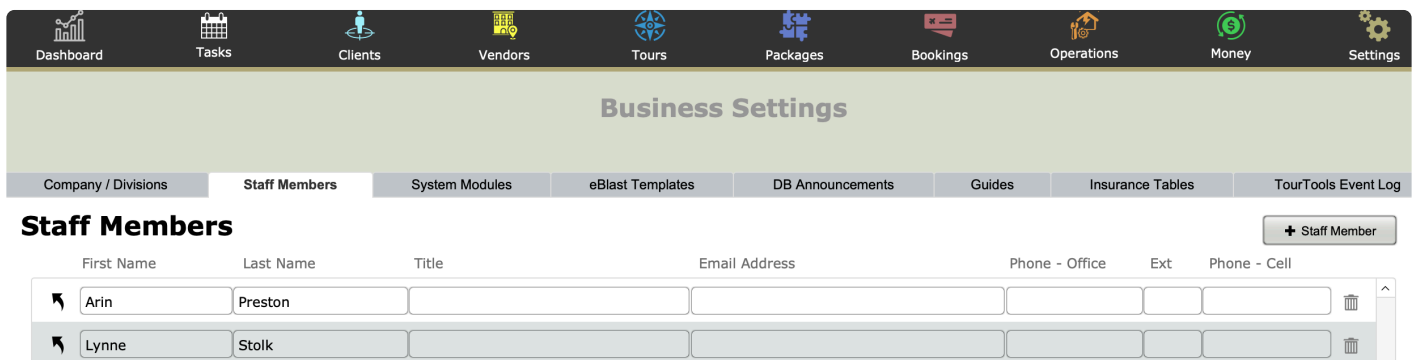 Dashboard Tasks Clients Vendors Tours Packages Bookings Operations Money Settings
Business Settings
Company / Divisions Staff Members System Modules eBlast Templates DB Announcements Guides Insurance Tables TourTools Event Log
Staff Members + Staff Member
First Name Last Name Title Email Address Phone - Office Ext Phone - Cell
Arin Preston
Lynne Stolk